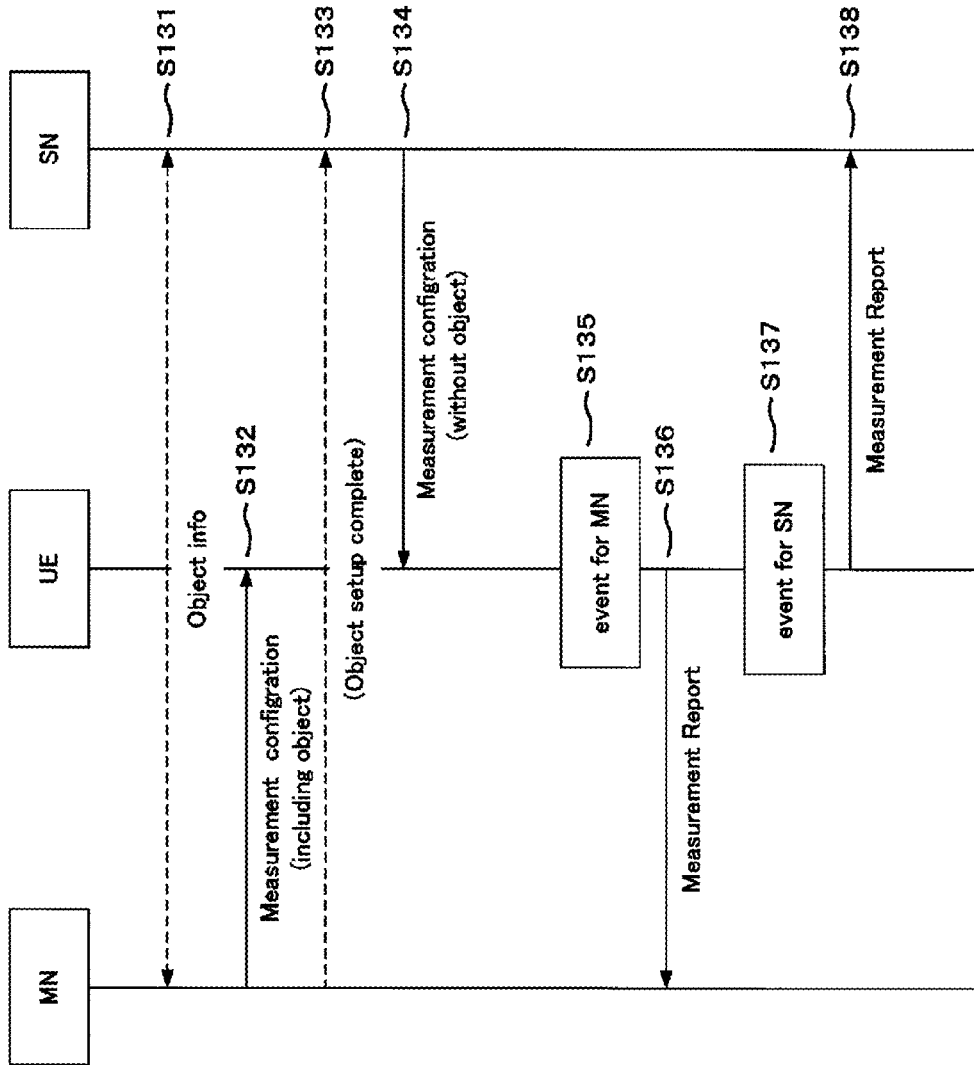 MN
UE
SN
S131
Object info
S132
Measurement configration
(including object)
S133
(Object setup complete)
S134
Measurement configration
(without object)
event for MN
S135
S136
Measurement Report
event for SN
S137
S138
Measurement Report